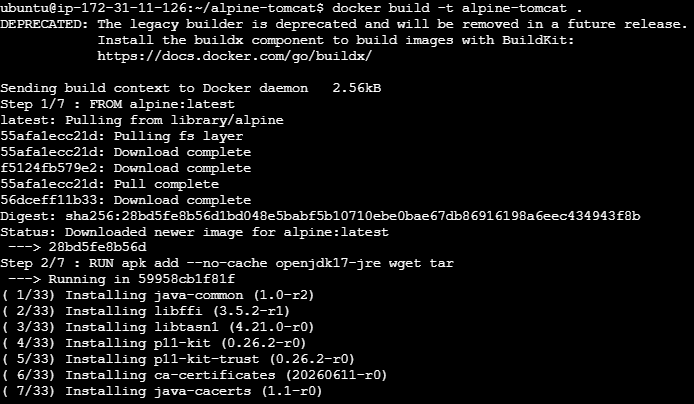 ubuntu@ip-172-31-11-126:~/alpine-tomcat$ docker build -t alpine-tomcat .
DEPRECATED: The legacy builder is deprecated and will be removed in a future release.
            Install the buildx component to build images with BuildKit:
            https://docs.docker.com/go/buildx/

Sending build context to Docker daemon   2.56kB
Step 1/7 : FROM alpine:latest
latest: Pulling from library/alpine
55afa1ecc21d: Pulling fs layer
55afa1ecc21d: Download complete
f5124fb579e2: Download complete
55afa1ecc21d: Pull complete
56dceff11b33: Download complete
Digest: sha256:28bd5fe8b56d1bd048e5babf5b10710ebe0bae67db86916198a6eec434943f8b
Status: Downloaded newer image for alpine:latest
 ---> 28bd5fe8b56d
Step 2/7 : RUN apk add --no-cache openjdk17-jre wget tar
 ---> Running in 59958cb1f81f
( 1/33) Installing java-common (1.0-r2)
( 2/33) Installing libffi (3.5.2-r1)
( 3/33) Installing libtasn1 (4.21.0-r0)
( 4/33) Installing p11-kit (0.26.2-r0)
( 5/33) Installing p11-kit-trust (0.26.2-r0)
( 6/33) Installing ca-certificates (20260611-r0)
( 7/33) Installing java-cacerts (1.1-r0)